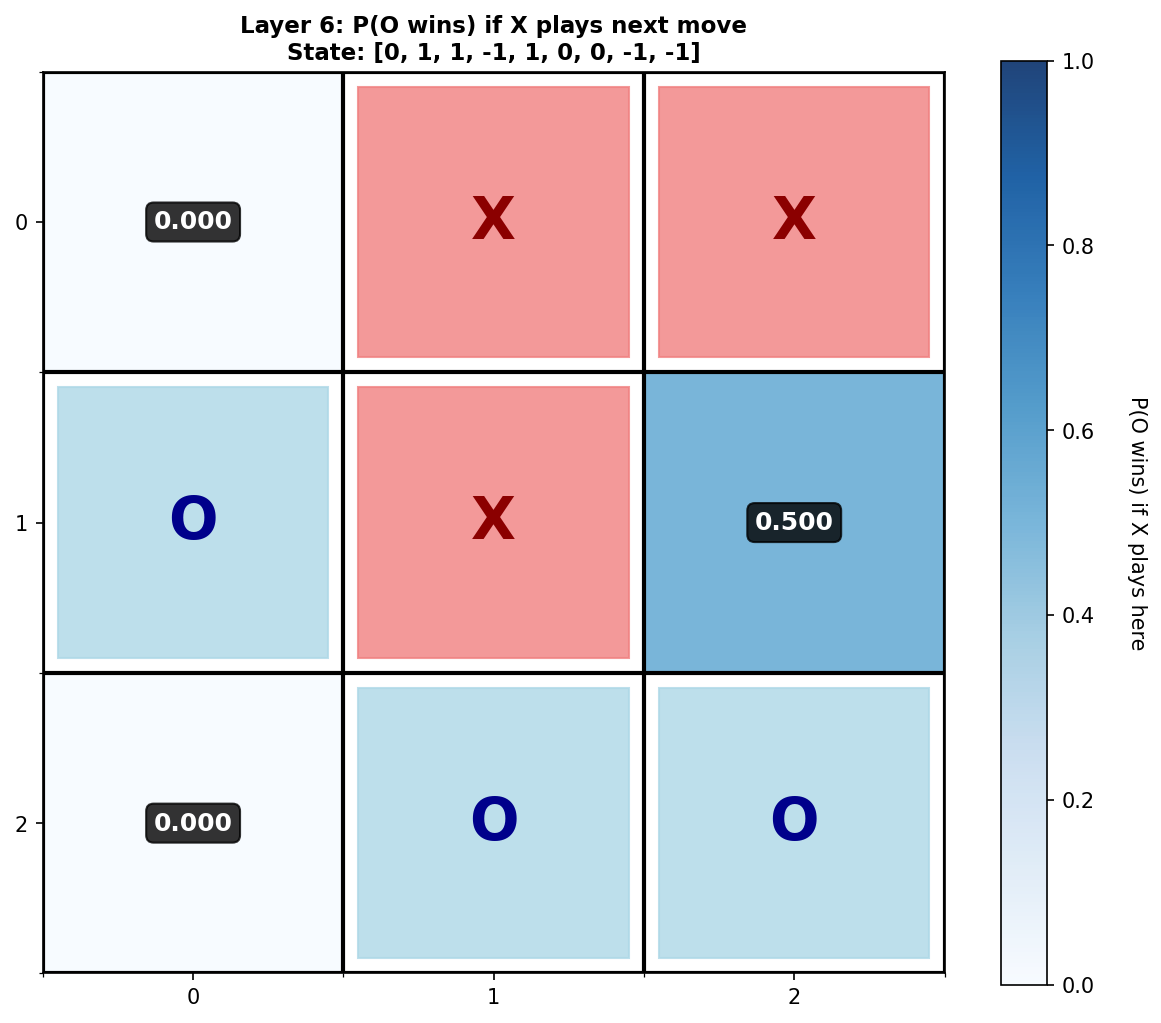 Layer 6: P(O wins) if X plays next move
State: [0, 1, 1, -1, 1, 0, 0, -1, -1]
0.000
X
X
O
X
0.500
0.000
O
O
0
1
2
0
1
2
1.0
0.8
0.6
0.4
0.2
0.0
P(O wins) if X plays here